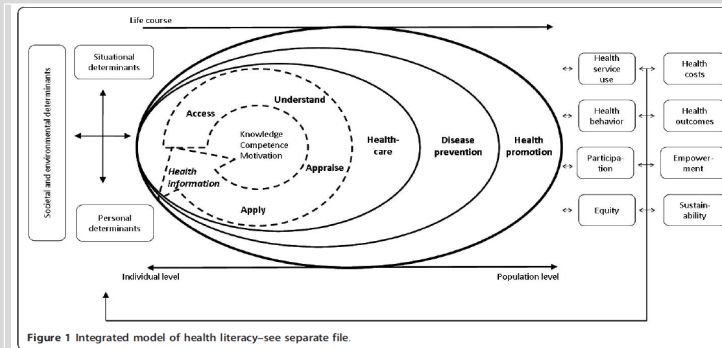 Life course
Societal and environmental determinants
Situational
determinants
Personal
determinants
Access
Understand
Knowledge
Competence
Motivation
Health
information
Appraise
Apply
Health-
care
Disease
prevention
Health
promotion
Health
service
use
Health
costs
Health
behavior
Health
outcomes
Participa-
tion
Empower-
ment
Equity
Sustain-
ability
Individual level
Population level
Figure 1 Integrated model of health literacy–see separate file.